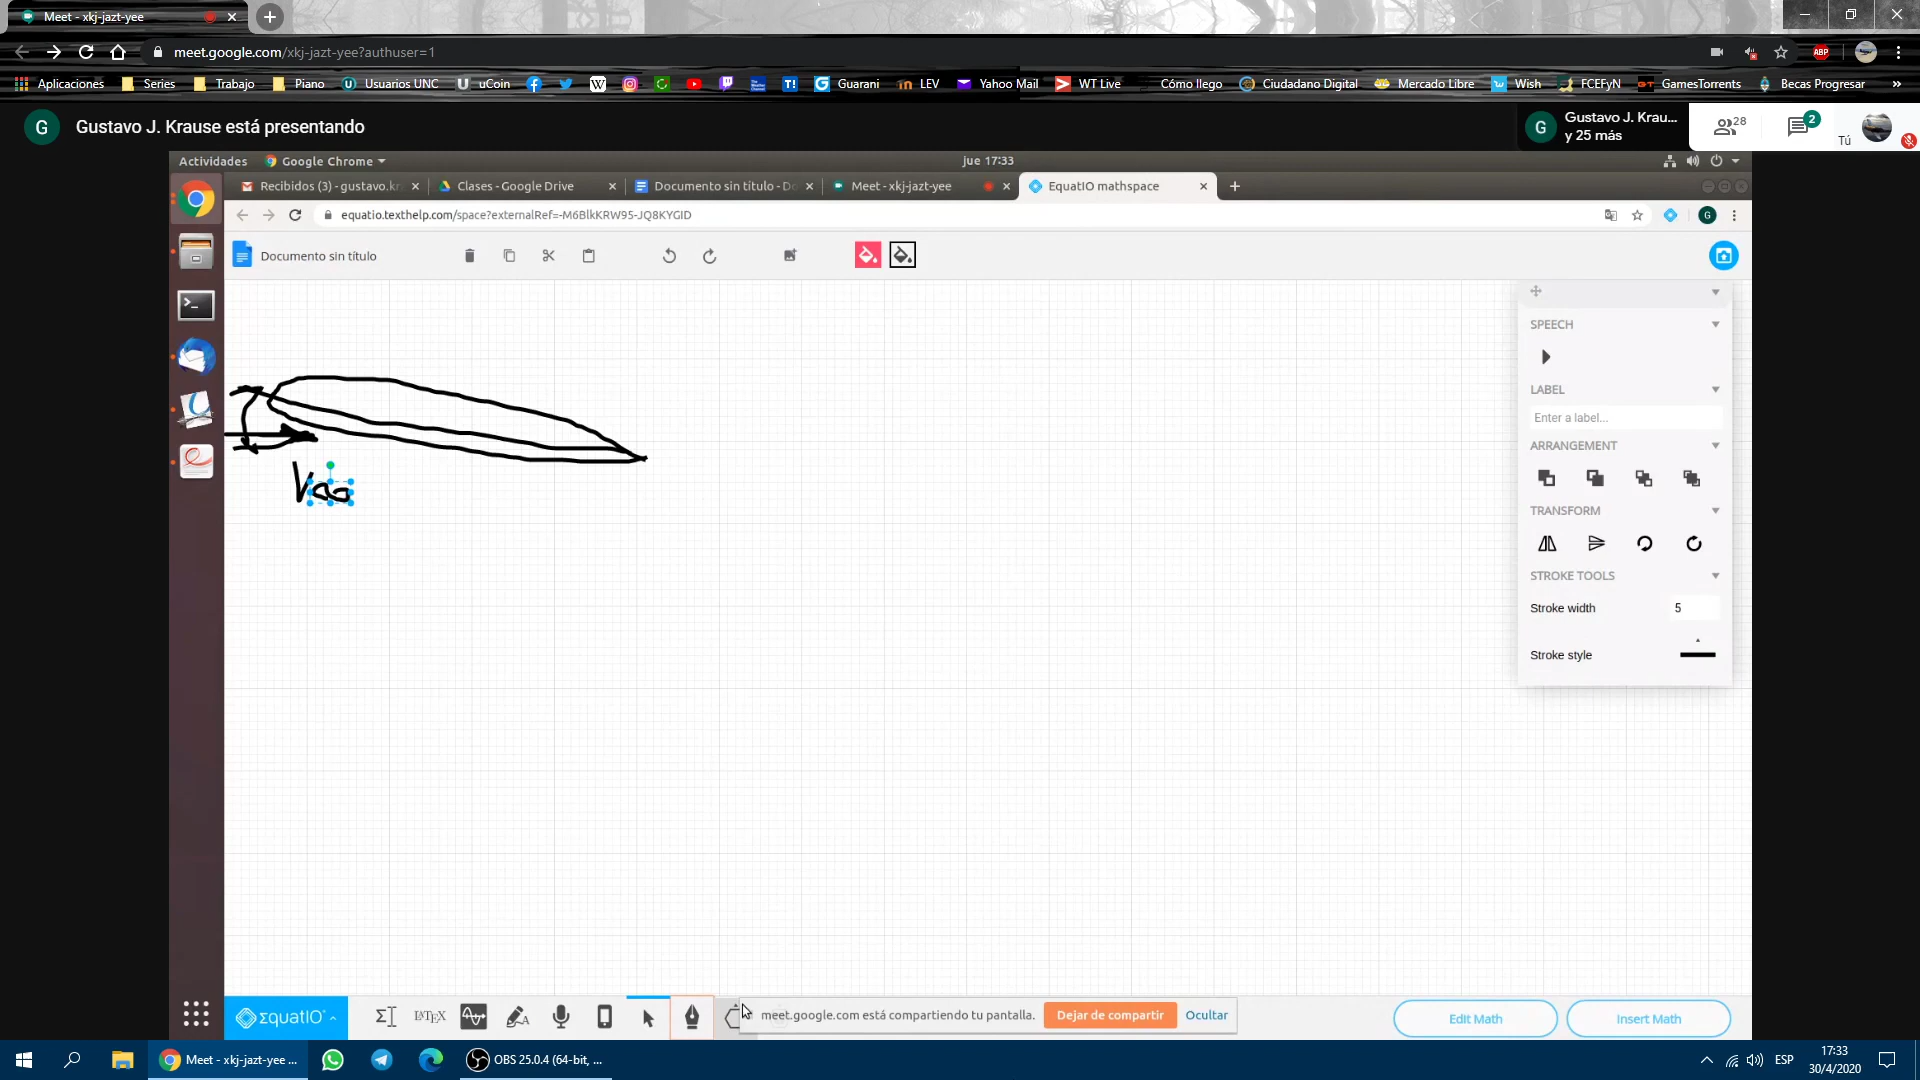 Meet - xkj-jazt-yee
meet.google.com/xkj-jazt-yee?authuser=1
ABP
Aplicaciones Series Trabajo Piano Usuarios UNC uCoin Guarani LEV Yahoo Mail WT Live Cómo llego Ciudadano Digital Mercado Libre Wish FCEFyN GamesTorrents Becas Progresar »
G Gustavo J. Krause está presentando
G Gustavo J. Krau...
y 25 más
28
2
Tú
Actividades Google Chrome jue 17:33
Recibidos (3) - gustavo.kr Clases - Google Drive Documento sin título - Do Meet - xkj-jazt-yee EquatIO mathspace
equatio.texthelp.com/space?externalRef=-M6BlkKRW95-JQ8KYGID
G
Documento sin título
SPEECH
LABEL
Enter a label...
ARRANGEMENT
TRANSFORM
STROKE TOOLS
Stroke width 5
Stroke style
V∞
EquatIO LATEX meet.google.com está compartiendo tu pantalla. Dejar de compartir Ocultar Edit Math Insert Math
Meet - xkj-jazt-yee ... OBS 25.0.4 (64-bit, ... ESP 17:33
30/4/2020